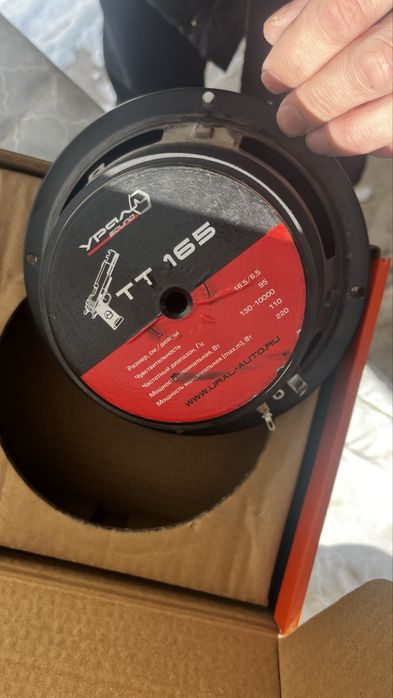 УРАЛ
SOUND
ТТ 165
Размер, см / дюймы 16.5/6.5
Чувствительность 95
Частотный диапазон, Гц 130-10000
Мощность номинальная, Вт 110
Мощность максимальная (max.m), Вт 220
WWW.URAL-AUTO.RU